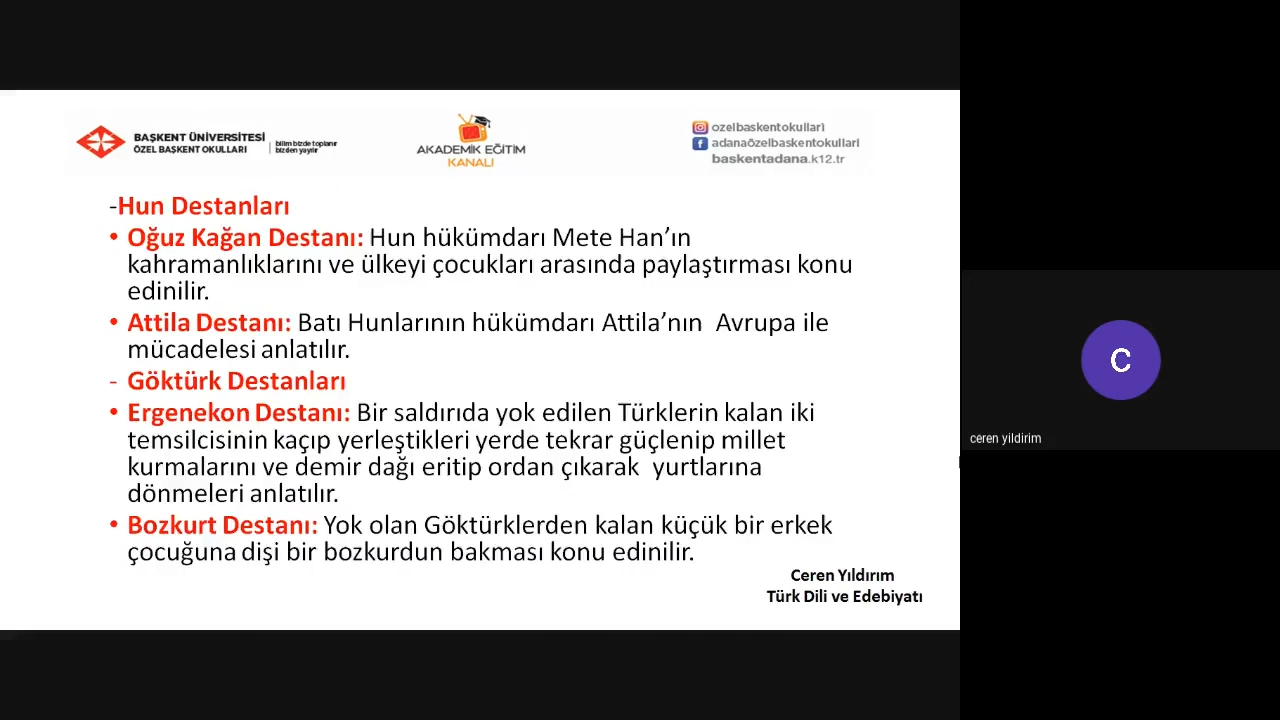 BAŞKENT ÜNİVERSİTESİ
ÖZEL BAŞKENT OKULLARI
bilim bizde toplanır
bizden yayılır
AKADEMİK EĞİTİM
KANALI
ozelbaskentokullari
adanaözelbaskentokullari
baskentadana.k12.tr
-Hun Destanları
• Oğuz Kağan Destanı: Hun hükümdarı Mete Han’ın
kahramanlıklarını ve ülkeyi çocukları arasında paylaştırması konu
edinilir.
• Attila Destanı: Batı Hunlarının hükümdarı Attila’nın Avrupa ile
mücadelesi anlatılır.
- Göktürk Destanları
• Ergenekon Destanı: Bir saldırıda yok edilen Türklerin kalan iki
temsilcisinin kaçıp yerleştikleri yerde tekrar güçlenip millet
kurmalarını ve demir dağı eritip ordan çıkarak yurtlarına
dönmeleri anlatılır.
• Bozkurt Destanı: Yok olan Göktürklerden kalan küçük bir erkek
çocuğuna dişi bir bozkurdun bakması konu edinilir.
Ceren Yıldırım
Türk Dili ve Edebiyatı
C
ceren yildirim